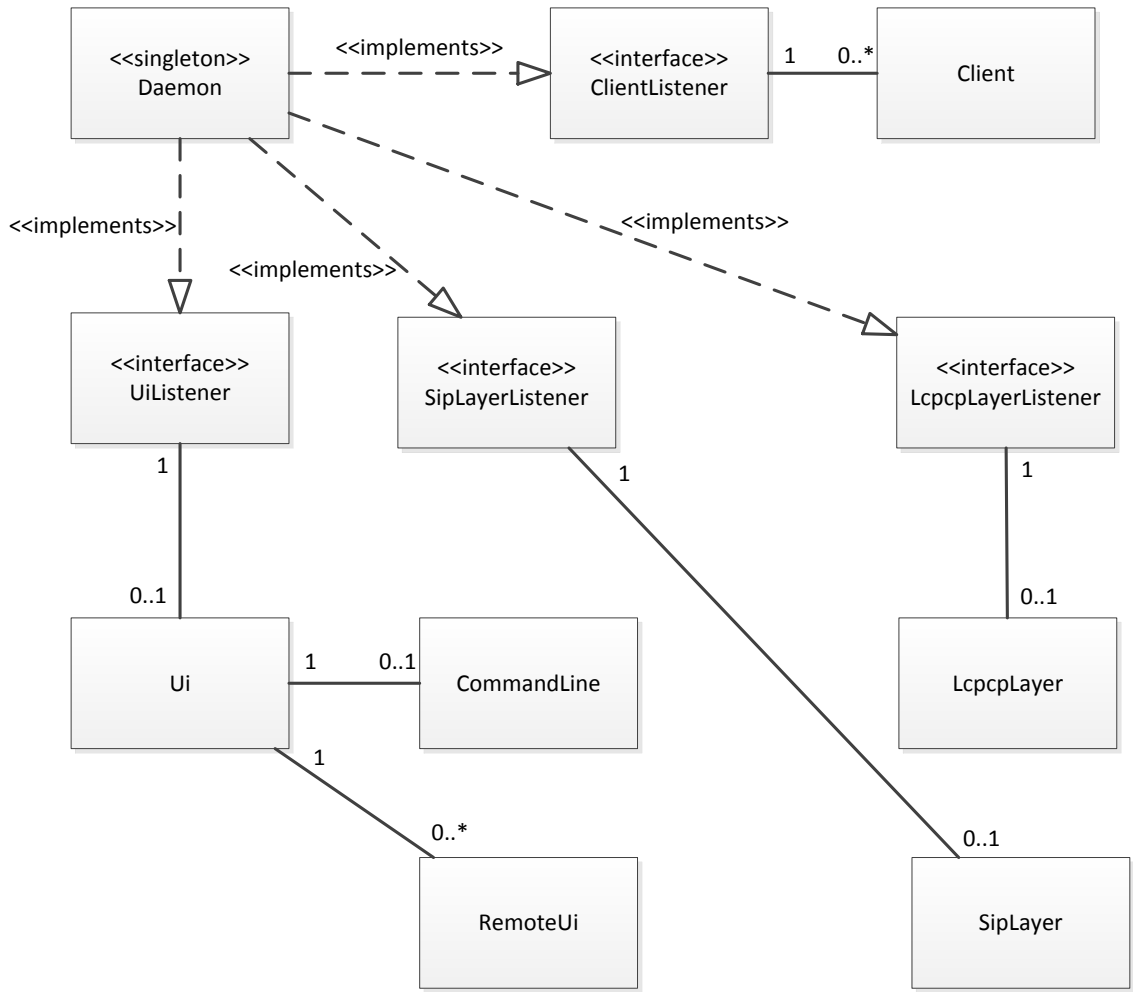 <<singleton>>
Daemon
<<implements>>
<<interface>>
ClientListener
1
0..*
Client
<<implements>>
<<implements>>
<<implements>>
<<interface>>
UiListener
<<interface>>
SipLayerListener
<<interface>>
LcpcpLayerListener
1
1
1
0..1
0..1
Ui
1
0..1
CommandLine
LcpcpLayer
1
0..*
0..1
RemoteUi
SipLayer